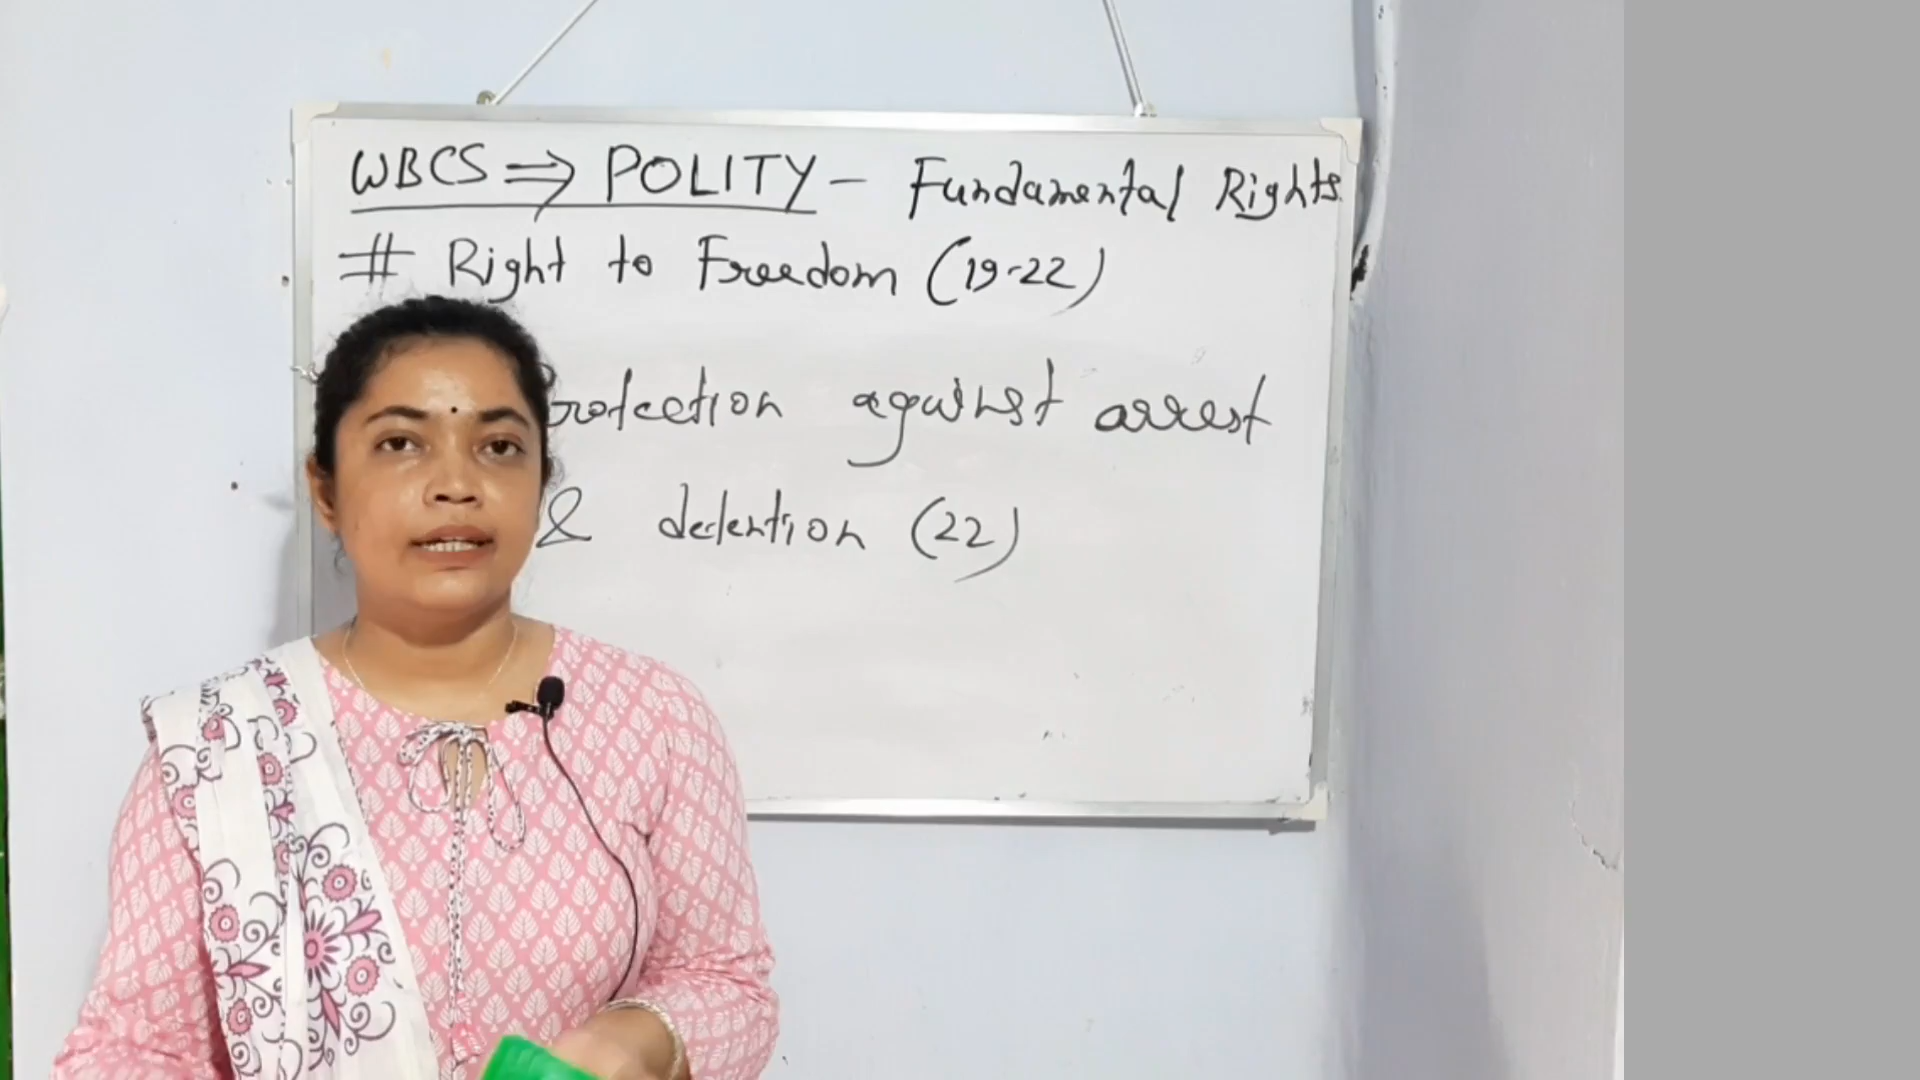 WBCS ⇒ POLITY – Fundamental Rights.
# Right to Freedom (19-22)
rotection against arrest
& detention (22)